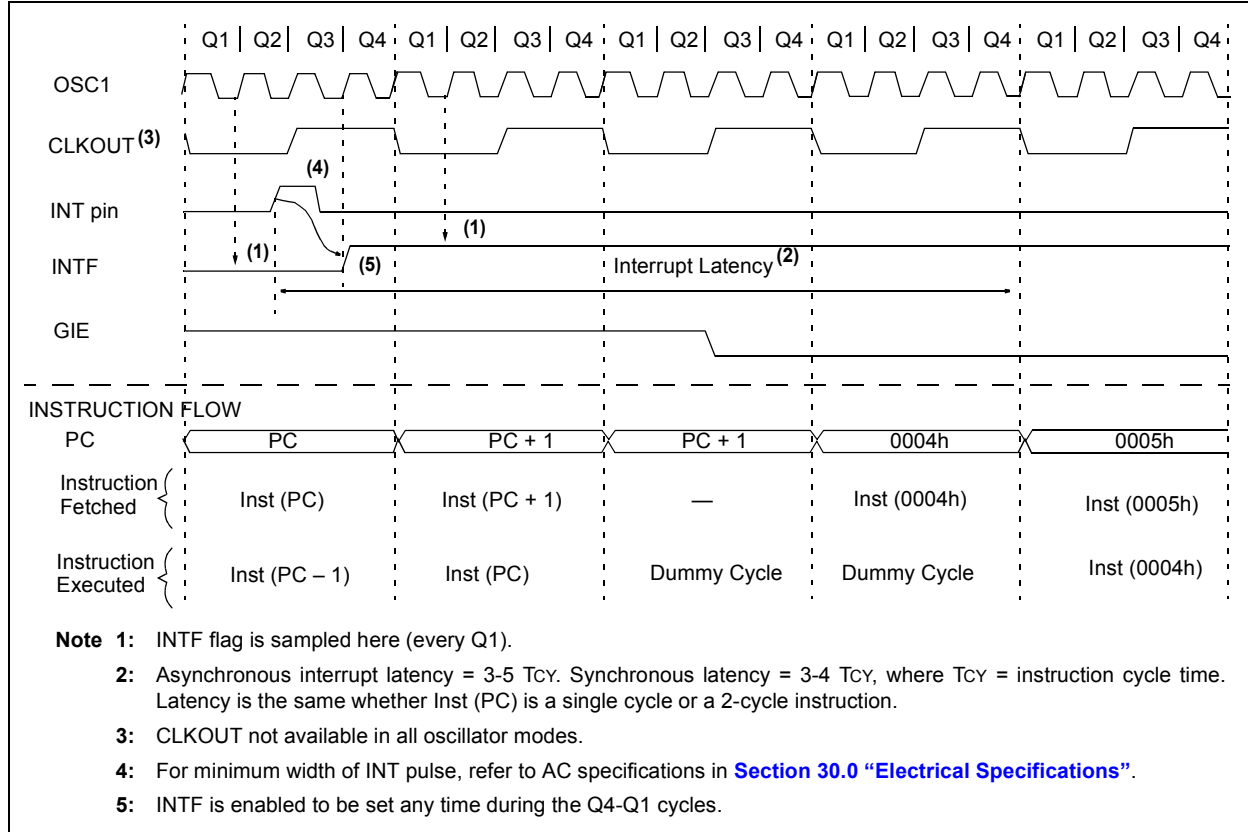 Q1 Q2 Q3 Q4 Q1 Q2 Q3 Q4 Q1 Q2 Q3 Q4 Q1 Q2 Q3 Q4 Q1 Q2 Q3 Q4
OSC1
CLKOUT (3)
(4)
INT pin
(1) (1)
INTF (5) Interrupt Latency (2)
GIE
INSTRUCTION FLOW
PC PC PC + 1 PC + 1 0004h 0005h
Instruction
Fetched Inst (PC) Inst (PC + 1) — Inst (0004h) Inst (0005h)
Instruction
Executed Inst (PC – 1) Inst (PC) Dummy Cycle Dummy Cycle Inst (0004h)
Note 1: INTF flag is sampled here (every Q1).
2: Asynchronous interrupt latency = 3-5 TCY. Synchronous latency = 3-4 TCY, where TCY = instruction cycle time.
Latency is the same whether Inst (PC) is a single cycle or a 2-cycle instruction.
3: CLKOUT not available in all oscillator modes.
4: For minimum width of INT pulse, refer to AC specifications in Section 30.0 “Electrical Specifications”.
5: INTF is enabled to be set any time during the Q4-Q1 cycles.